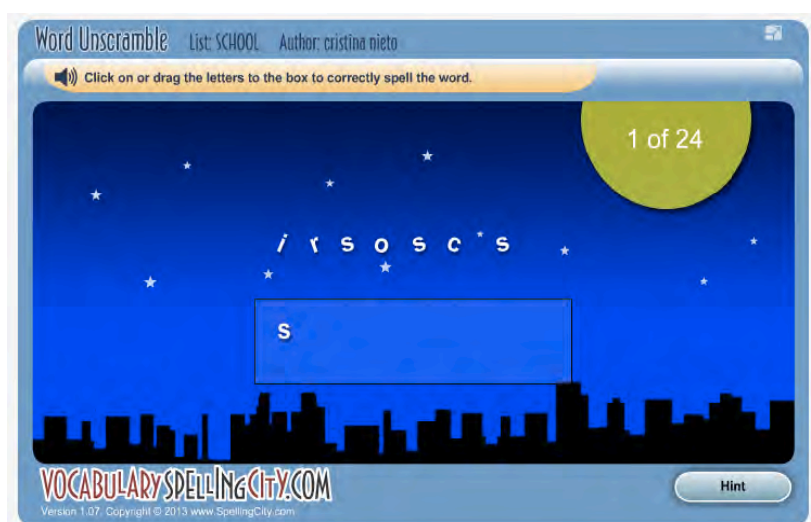 Word Unscramble List: SCHOOL Author: cristina nieto
Click on or drag the letters to the box to correctly spell the word.
1 of 24
i r s o s c s
s
VOCABULARYSPELLINGCITY.COM
Hint
Version 1.07, Copyright © 2013 www.SpellingCity.com